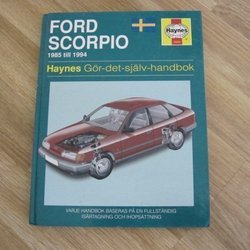 FORD
SCORPIO
1985 till 1994
Haynes
Haynes Gör-det-själv-handbok
VARJE HANDBOK BASERAS PÅ EN FULLSTÄNDIG
ISÄRTAGNING OCH IHOPSÄTTNING